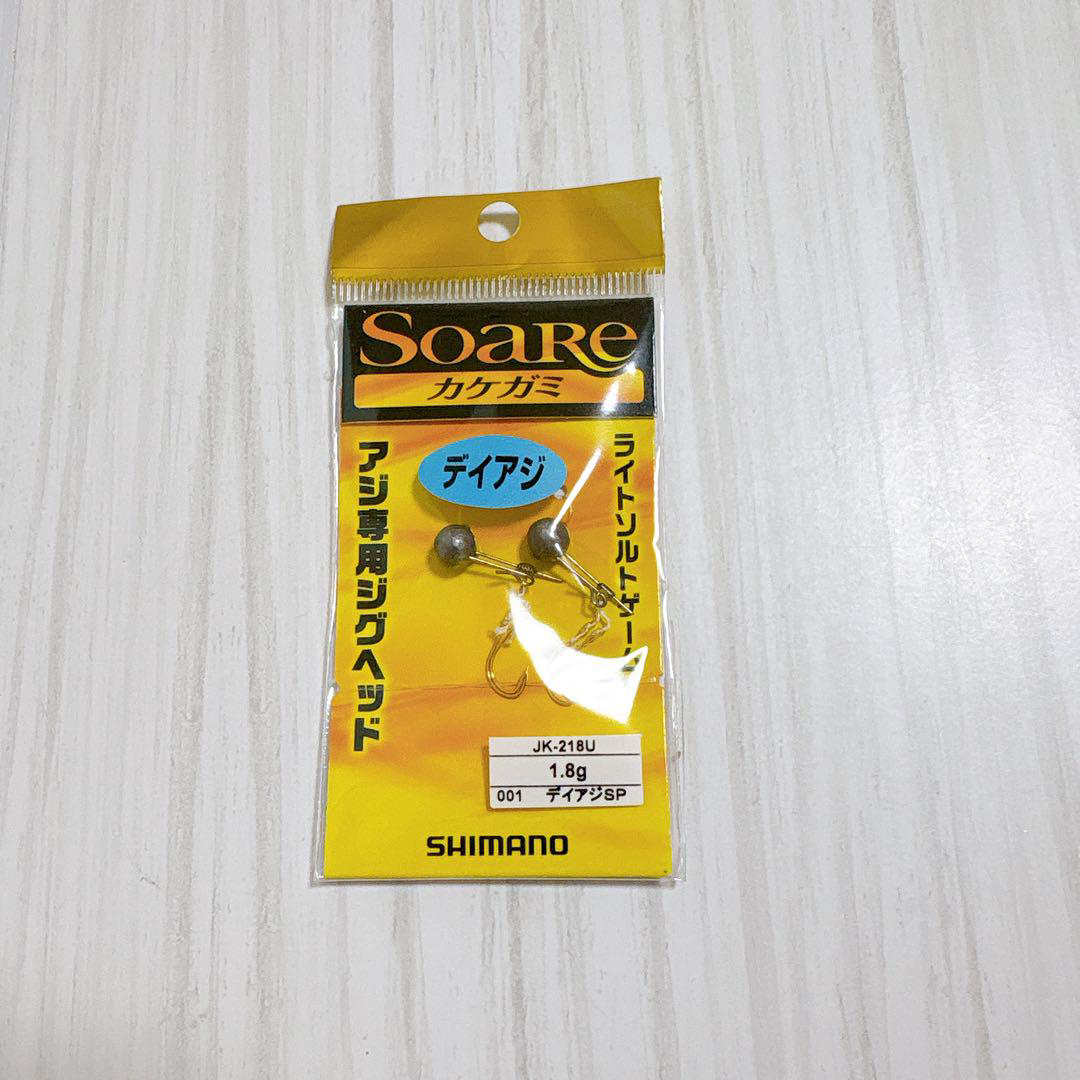 SOARE
カケガミ
デイアジ
アジ専用ジグヘッド
ライトソルトゲーム
JK-218U
1.8g
001 デイアジSP
SHIMANO